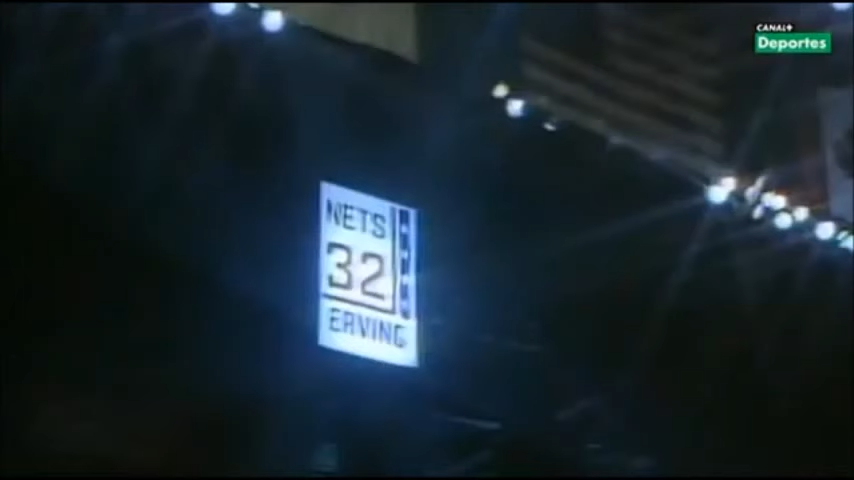 CANAL+
Deportes
NETS
32
ERVING